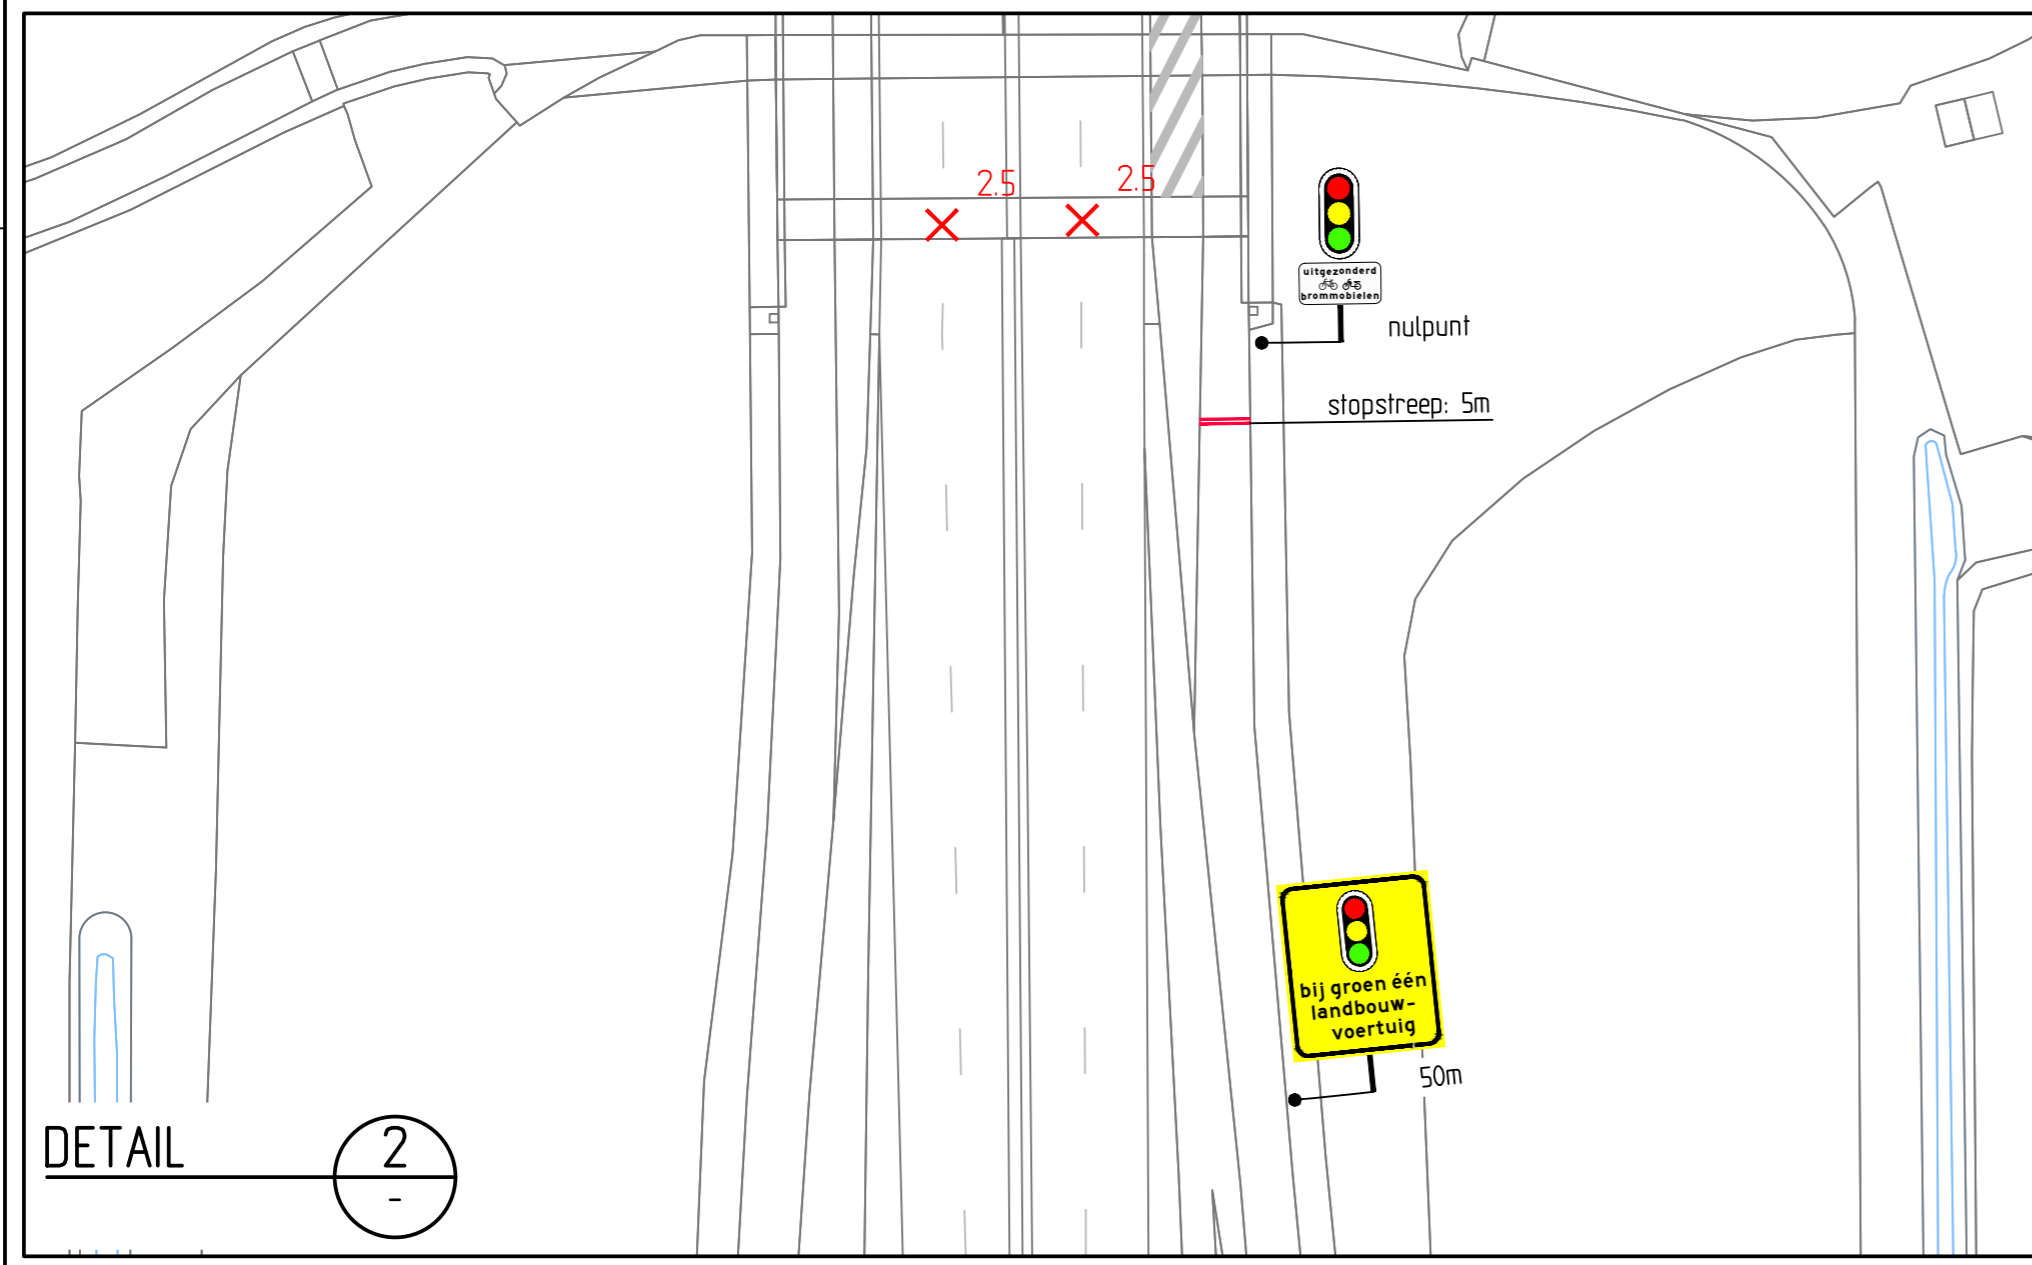 2.5 2.5
uitgezonderd
brommobielen
nulpunt
stopstreep: 5m
bij groen één
landbouw-
voertuig
50m
DETAIL
2
-